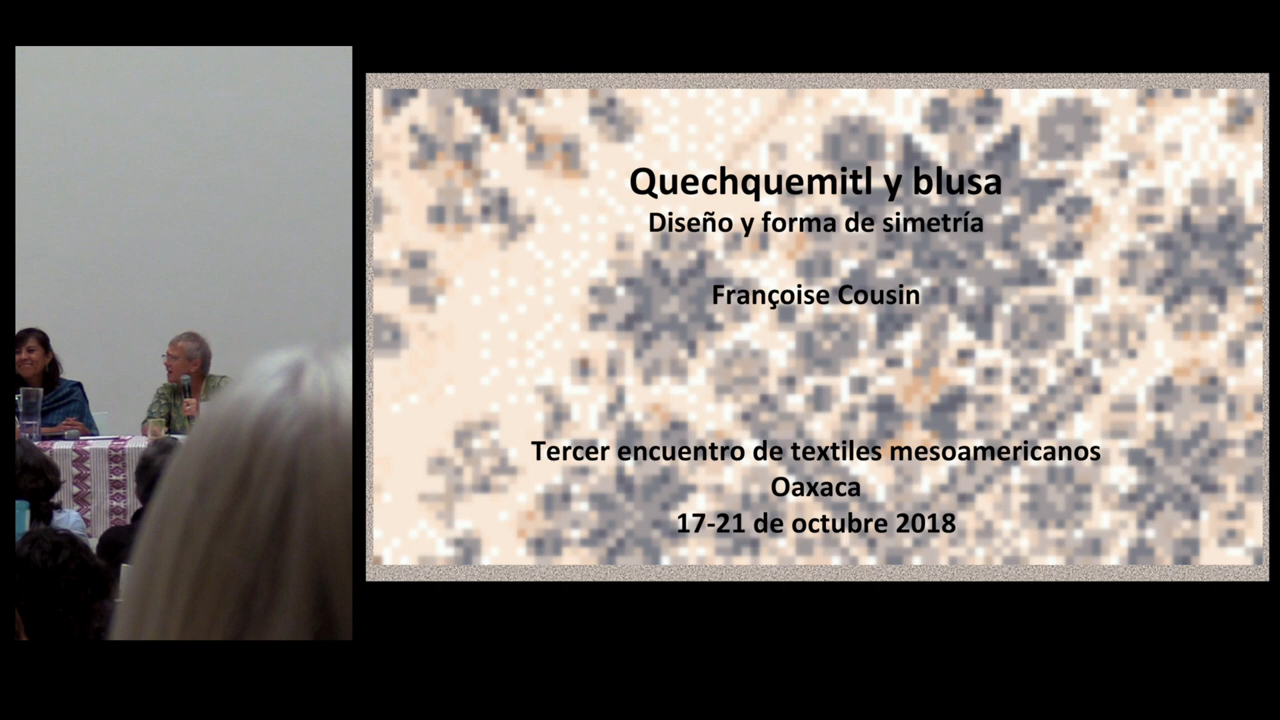 Quechquemitl y blusa
Diseño y forma de simetría
Françoise Cousin
Tercer encuentro de textiles mesoamericanos
Oaxaca
17-21 de octubre 2018